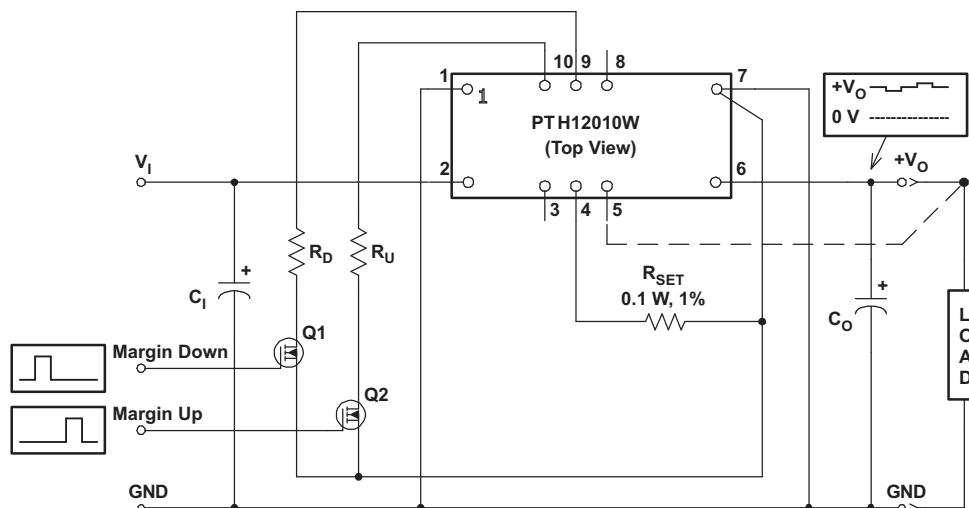 10 9 8
1 7
1
+VO
0 V
PTH12010W
(Top View)
VI
2 6
+VO
3 4 5
RD RU
RSET
0.1 W, 1%
+
CI
+
CO
L
O
A
D
Q1
Margin Down
Q2
Margin Up
GND GND